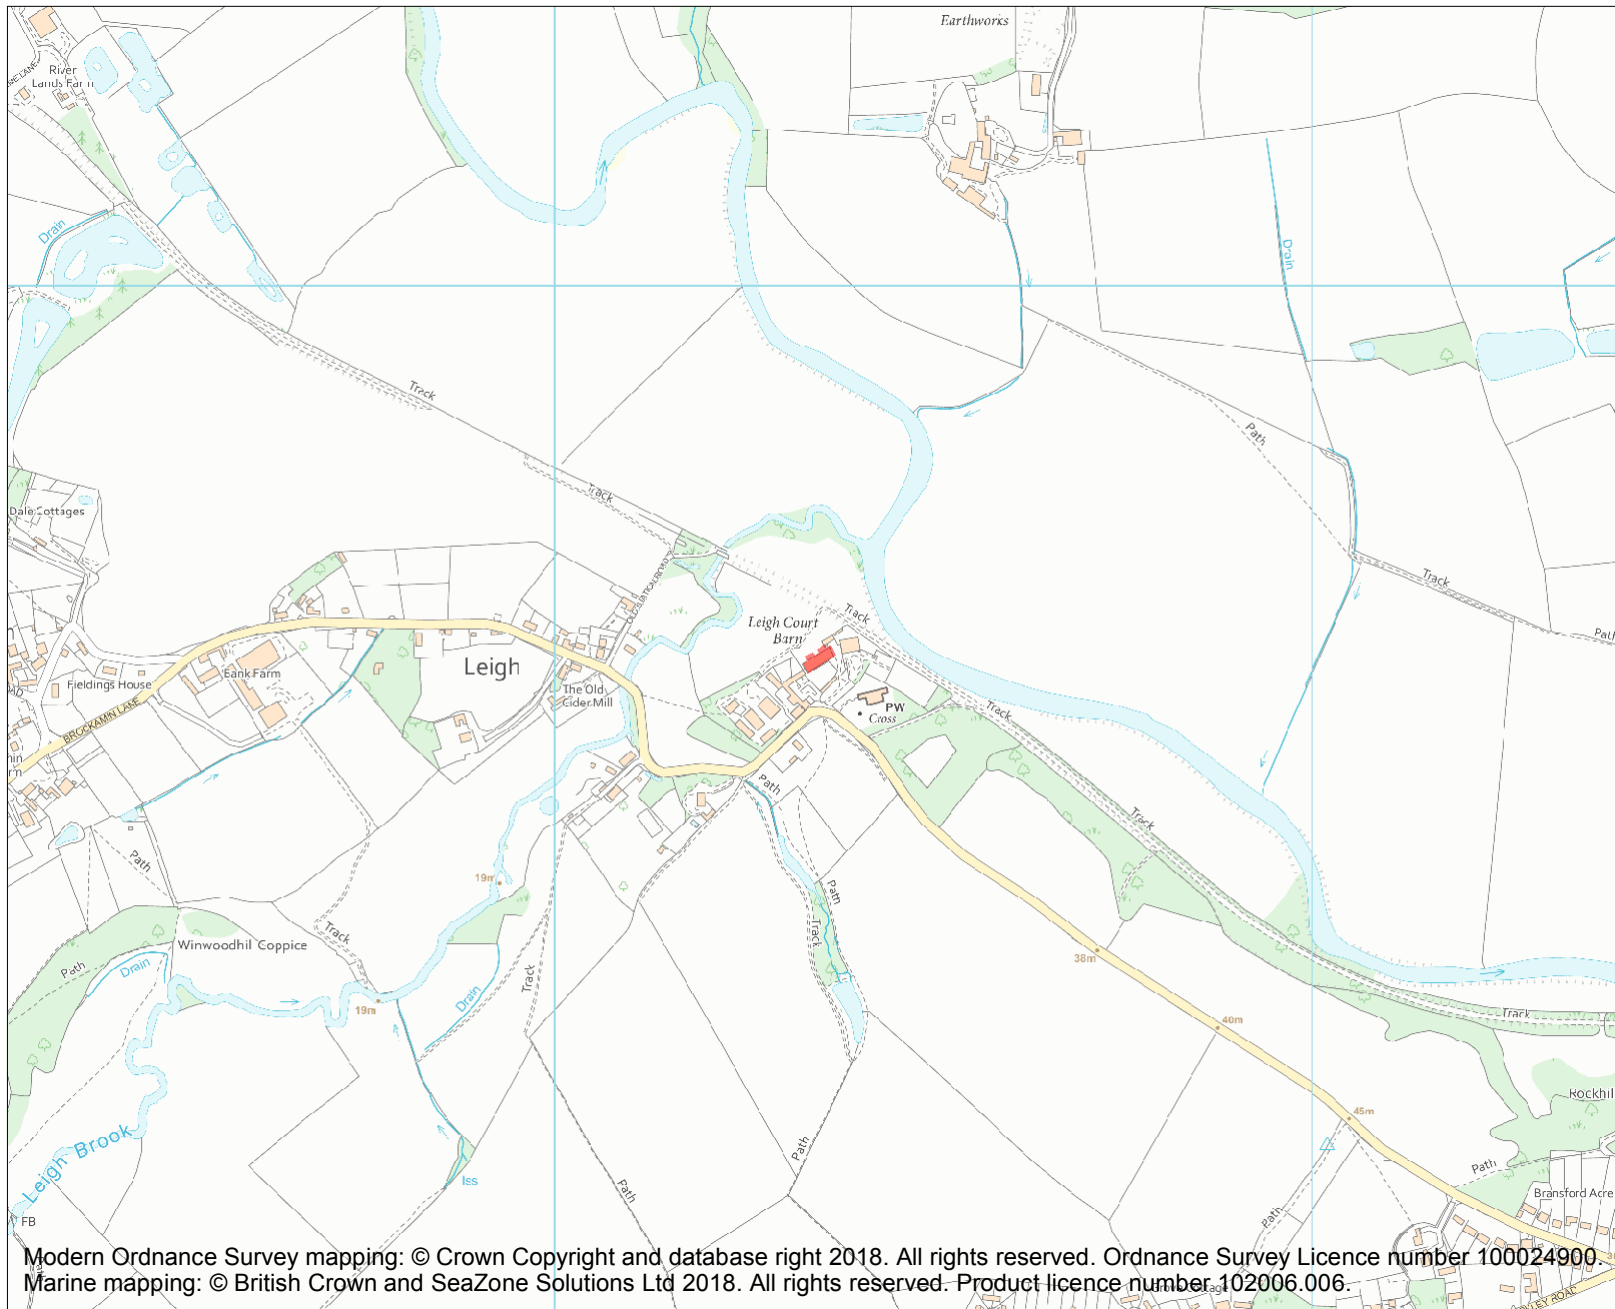 Earthworks
River
Lands Farm
Drain
Drain
Track
Path
Track
Dale Cottages
Track
OLD STATION ROAD
Leigh Court
Barn
Track
Path
Leigh
Bank Farm
Fieldings House
The Old
Cider Mill
PW
Cross
Track
BROCKAMIN LANE
Path
Track
Path
19m
Path
Track
Track
Winwoodhil Coppice
Path
Drain
38m
Track
Drain
19m
40m
Track
Rockhil
45m
Leigh Brook
Path
Path
Iss
Path
Bransford Acre
Path
FB
Modern Ordnance Survey mapping: © Crown Copyright and database right 2018. All rights reserved. Ordnance Survey Licence number 100024900.
Marine mapping: © British Crown and SeaZone Solutions Ltd 2018. All rights reserved. Product licence number 102006.006.